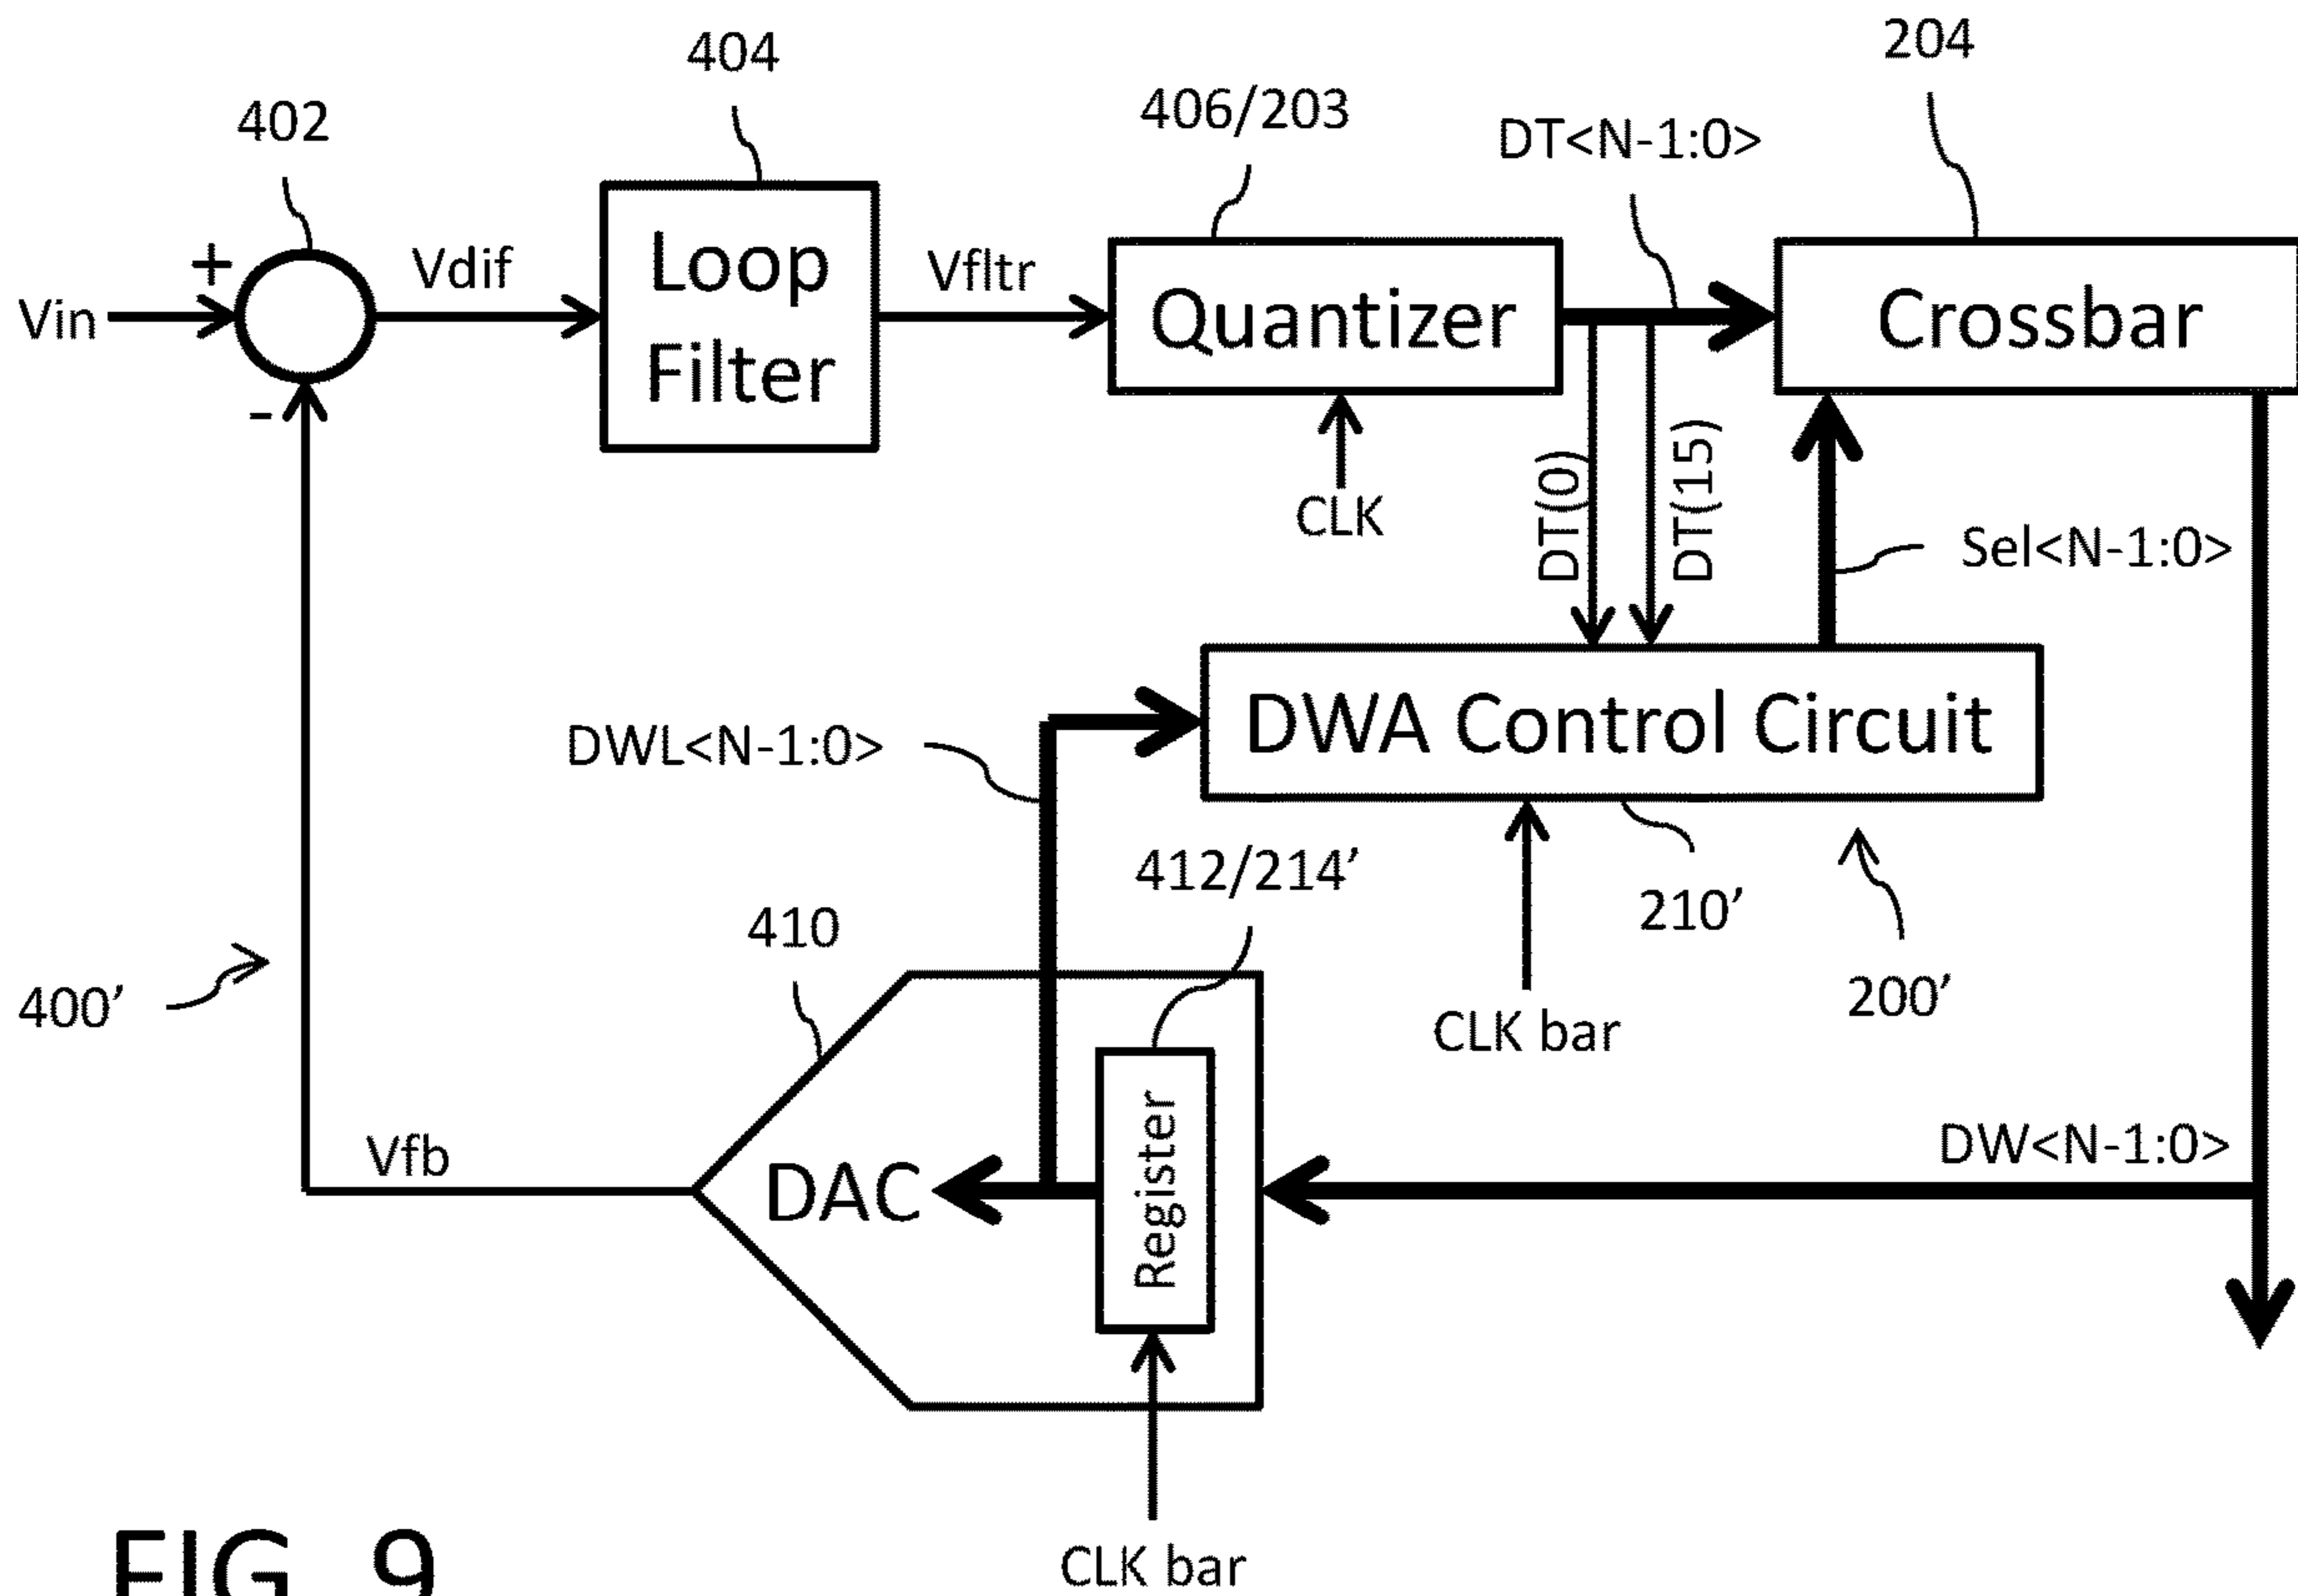 404
204
402
406/203
DT<N-1:0>
+
Vin
Vdif
Loop
Filter
Vfltr
Quantizer
Crossbar
-
CLK
DT(0)
DT(15)
Sel<N-1:0>
DWL<N-1:0>
DWA Control Circuit
412/214’
210’
410
200’
400’
CLK bar
DW<N-1:0>
Vfb
DAC
Register
CLK bar
FIG. 9